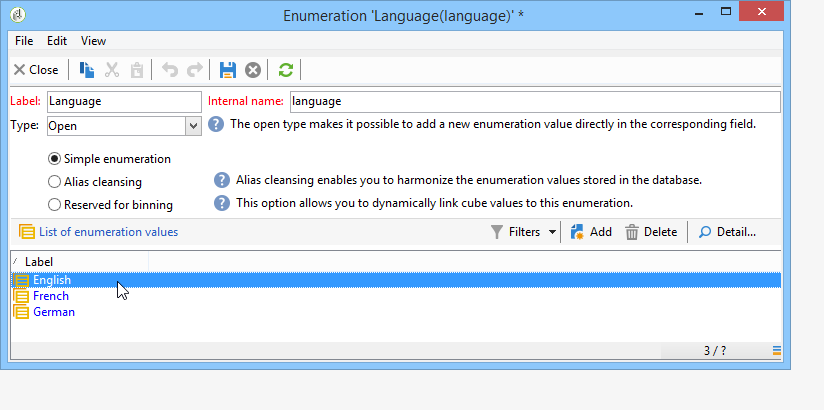 Enumeration 'Language(language)' *
File Edit View
Close
Label: Language Internal name: language
Type: Open The open type makes it possible to add a new enumeration value directly in the corresponding field.
Simple enumeration
Alias cleansing Alias cleansing enables you to harmonize the enumeration values stored in the database.
Reserved for binning This option allows you to dynamically link cube values to this enumeration.
List of enumeration values Filters Add Delete Detail...
Label
English
French
German
3 / ?